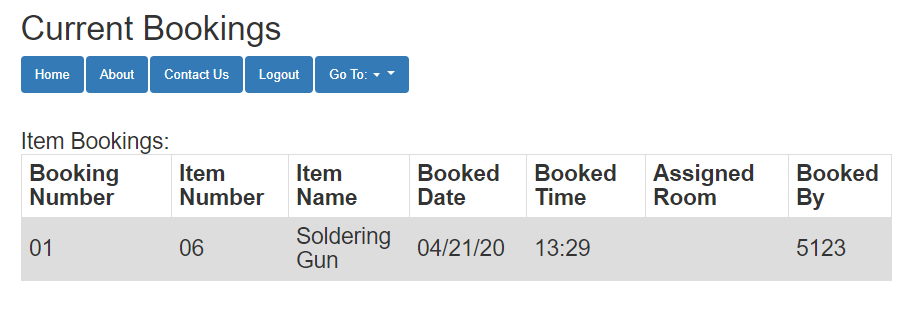 Current Bookings
Home About Contact Us Logout Go To:
Item Bookings:
Booking Number Item Number Item Name Booked Date Booked Time Assigned Room Booked By
01 06 Soldering Gun 04/21/20 13:29 5123